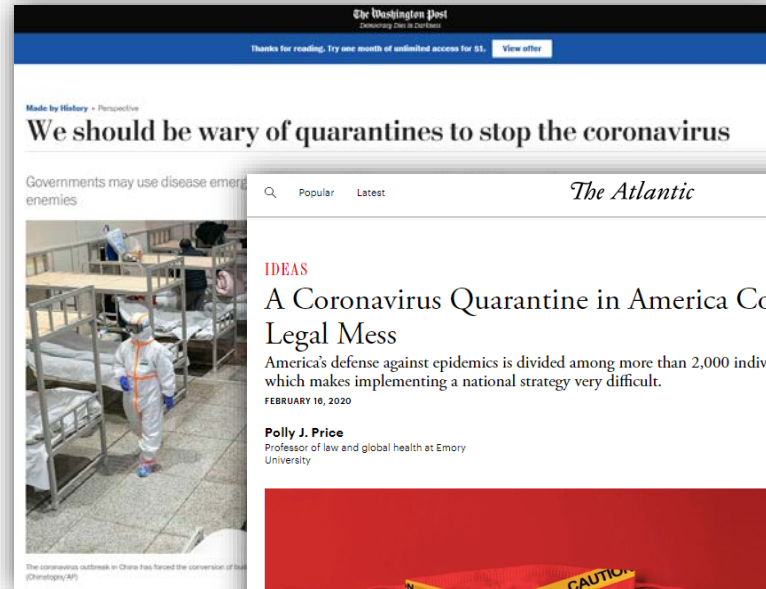 The Washington Post
Democracy Dies in Darkness
Thanks for reading. Try one month of unlimited access for $1. View offer
Made by History • Perspective
We should be wary of quarantines to stop the coronavirus
Governments may use disease emerg
enemies
Popular Latest The Atlantic
IDEAS
A Coronavirus Quarantine in America Co
Legal Mess
America's defense against epidemics is divided among more than 2,000 indiv
which makes implementing a national strategy very difficult.
FEBRUARY 16, 2020
Polly J. Price
Professor of law and global health at Emory
University
CAUTION
The coronavirus outbreak in China has forced the conversion of bui
(Chinatopix/AP)